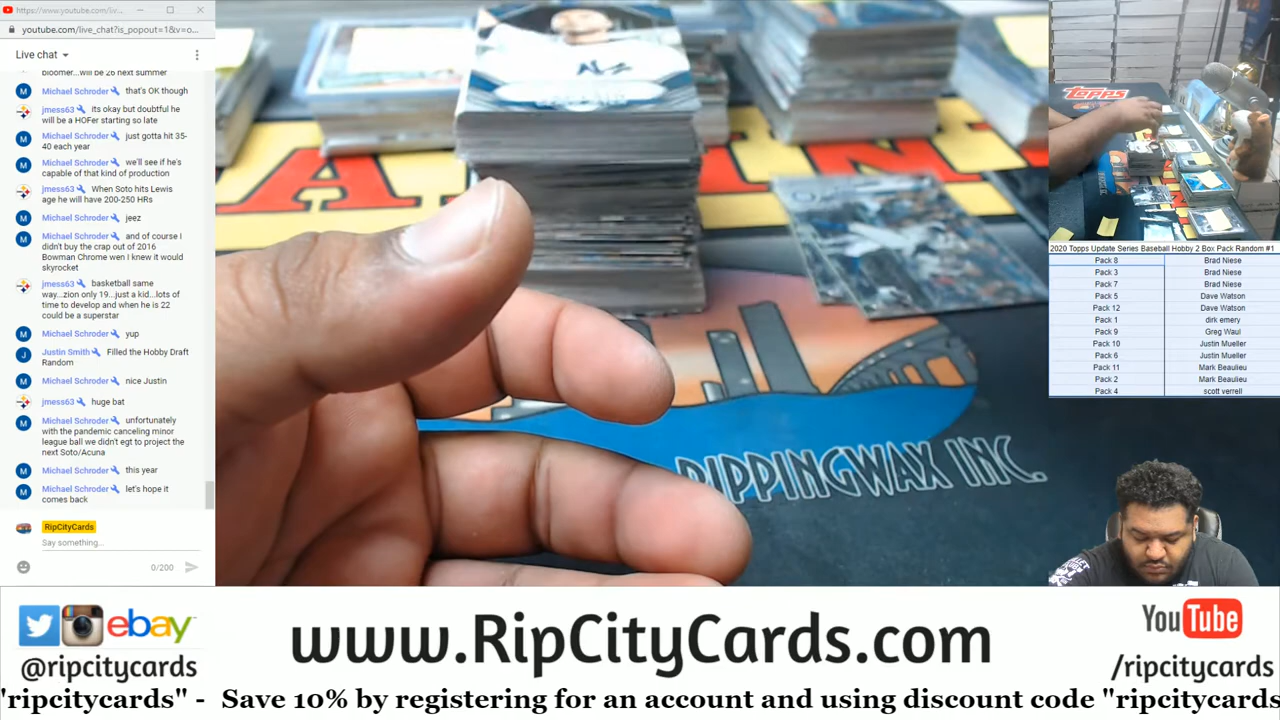 https://www.youtube.com/liv...
youtube.com/live_chat?is_popout=1&v=o...
Live chat
bloomer...will be 26 next summer
Michael Schroder that's OK though
jmess63 its okay but doubtful he
will be a HOFer starting so late
Michael Schroder just gotta hit 35-
40 each year
Michael Schroder we'll see if he's
capable of that kind of production
jmess63 When Soto hits Lewis
age he will have 200-250 HRs
Michael Schroder jeez
Michael Schroder and of course I
didn't buy the crap out of 2016
Bowman Chrome wen I knew it would
skyrocket
jmess63 basketball same
way...zion only 19...just a kid...lots of
time to develop and when he is 22
could be a superstar
Michael Schroder yup
Justin Smith Filled the Hobby Draft
Random
Michael Schroder nice Justin
jmess63 huge bat
Michael Schroder unfortunately
with the pandemic canceling minor
league ball we didn't egt to project the
next Soto/Acuna
Michael Schroder this year
Michael Schroder let's hope it
comes back
RipCityCards
Say something...
0/200
RIPPINGWAX INC.
TOPPS
2020 Topps Update Series Baseball Hobby 2 Box Pack Random #1
Pack 8 Brad Niese
Pack 3 Brad Niese
Pack 7 Brad Niese
Pack 5 Dave Watson
Pack 12 Dave Watson
Pack 1 dirk emery
Pack 9 Greg Waul
Pack 10 Justin Mueller
Pack 6 Justin Mueller
Pack 11 Mark Beaulieu
Pack 2 Mark Beaulieu
Pack 4 scott verrell
ebay
@ripcitycards
www.RipCityCards.com
YouTube
/ripcitycards
"ripcitycards" - Save 10% by registering for an account and using discount code "ripcitycards